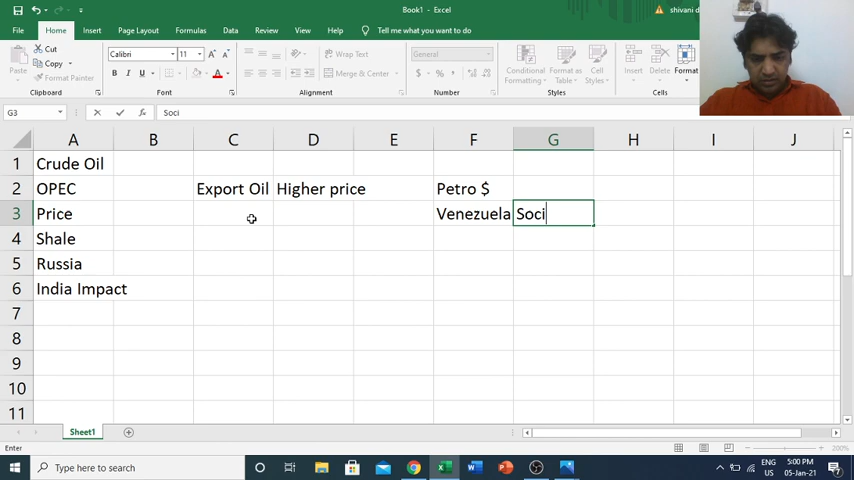 Book1 - Excel
shivani d
File Home Insert Page Layout Formulas Data Review View Help Tell me what you want to do
Cut
Copy
Format Painter
Paste
Clipboard
Calibri 11
Font
Wrap Text
Merge & Center
Alignment
General
Number
Conditional Formatting
Format as Table
Cell Styles
Styles
Insert Delete Format
Cells
G3 Soci
A B C D E F G H I J
1 Crude Oil
2 OPEC Export Oil Higher price Petro $
3 Price Venezuela Soci
4 Shale
5 Russia
6 India Impact
7
8
9
10
11
Sheet1
Enter
200%
Type here to search
ENG US
5:00 PM
05-Jan-21